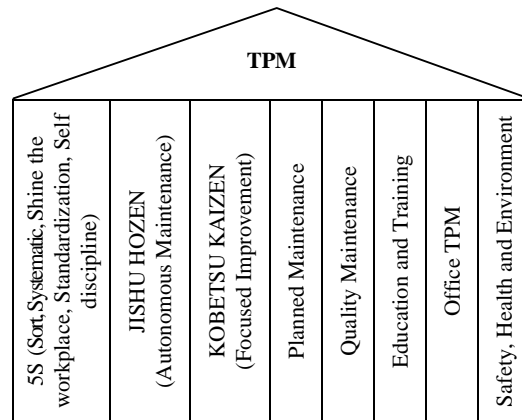 TPM
5S (Sort,Systematic,Shine the
workplace, Standardization, Self
discipline)
JISHU HOZEN
(Autonomous Maintenance)
KOBETSU KAIZEN
(Focused Improvement)
Planned Maintenance
Quality Maintenance
Education and Training
Office TPM
Safety, Health and Environment